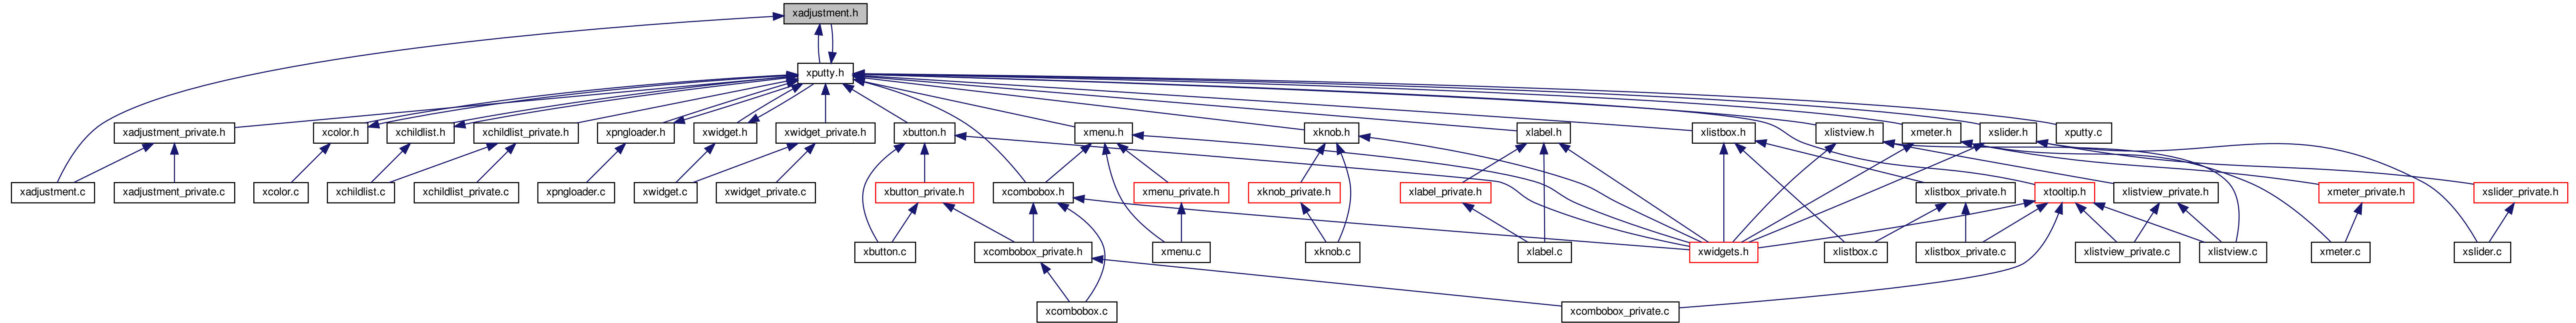 xadjustment.h
xputty.h
xadjustment_private.h
xcolor.h
xchildlist.h
xchildlist_private.h
xpngloader.h
xwidget.h
xwidget_private.h
xbutton.h
xmenu.h
xknob.h
xlabel.h
xlistbox.h
xlistview.h
xmeter.h
xslider.h
xputty.c
xadjustment.c
xadjustment_private.c
xcolor.c
xchildlist.c
xchildlist_private.c
xpngloader.c
xwidget.c
xwidget_private.c
xbutton_private.h
xcombobox.h
xmenu_private.h
xknob_private.h
xlabel_private.h
xlistbox_private.h
xtooltip.h
xlistview_private.h
xmeter_private.h
xslider_private.h
xbutton.c
xcombobox_private.h
xmenu.c
xknob.c
xlabel.c
xwidgets.h
xlistbox.c
xlistbox_private.c
xlistview_private.c
xlistview.c
xmeter.c
xslider.c
xcombobox.c
xcombobox_private.c